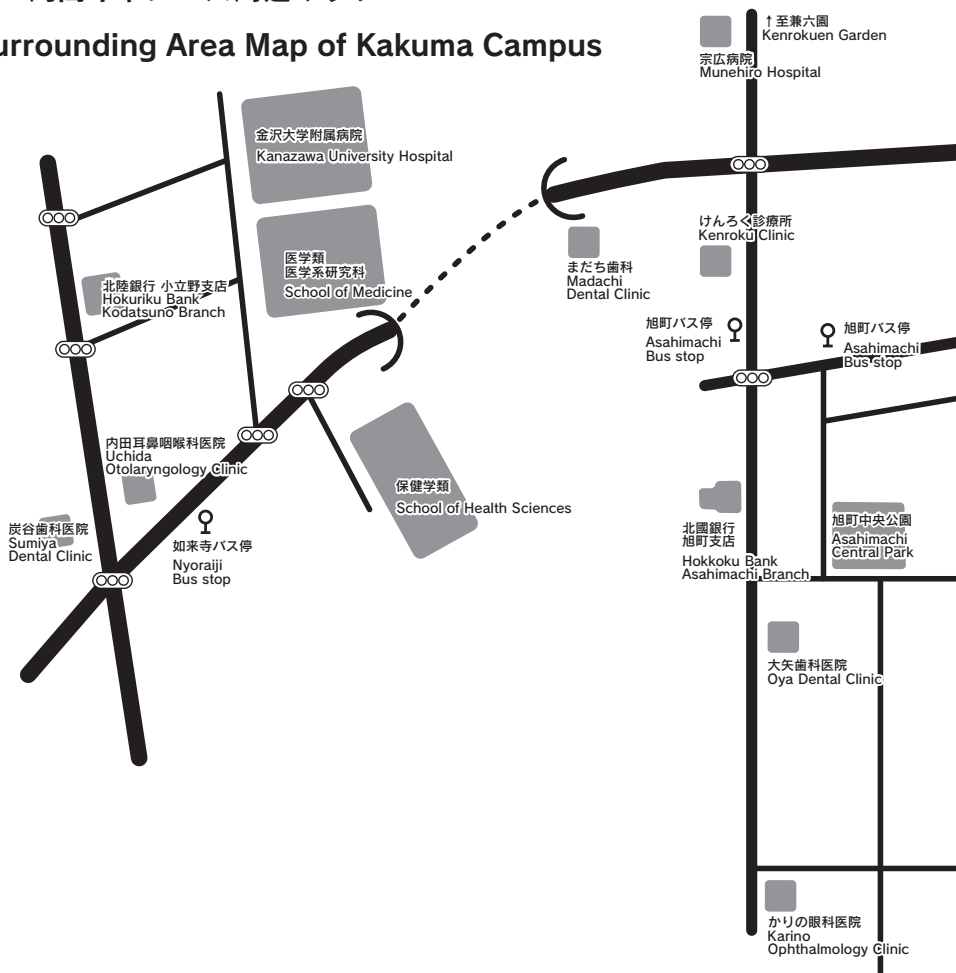 urrounding Area Map of Kakuma Campus
↑至兼六園
Kenrokuen Garden
宗広病院
Munehiro Hospital
金沢大学附属病院
Kanazawa University Hospital
けんろく診療所
Kenroku Clinic
医学類
医学系研究科
School of Medicine
まだち歯科
Madachi
Dental Clinic
北陸銀行 小立野支店
Hokuriku Bank
Kodatsuno Branch
旭町バス停
Asahimachi
Bus stop
旭町バス停
Asahimachi
Bus stop
内田耳鼻咽喉科医院
Uchida
Otolaryngology Clinic
保健学類
School of Health Sciences
炭谷歯科医院
Sumiya
Dental Clinic
如来寺バス停
Nyoraiji
Bus stop
北國銀行
旭町支店
Hokkoku Bank
Asahimachi Branch
旭町中央公園
Asahimachi
Central Park
大矢歯科医院
Oya Dental Clinic
かりの眼科医院
Karino
Ophthalmology Clinic